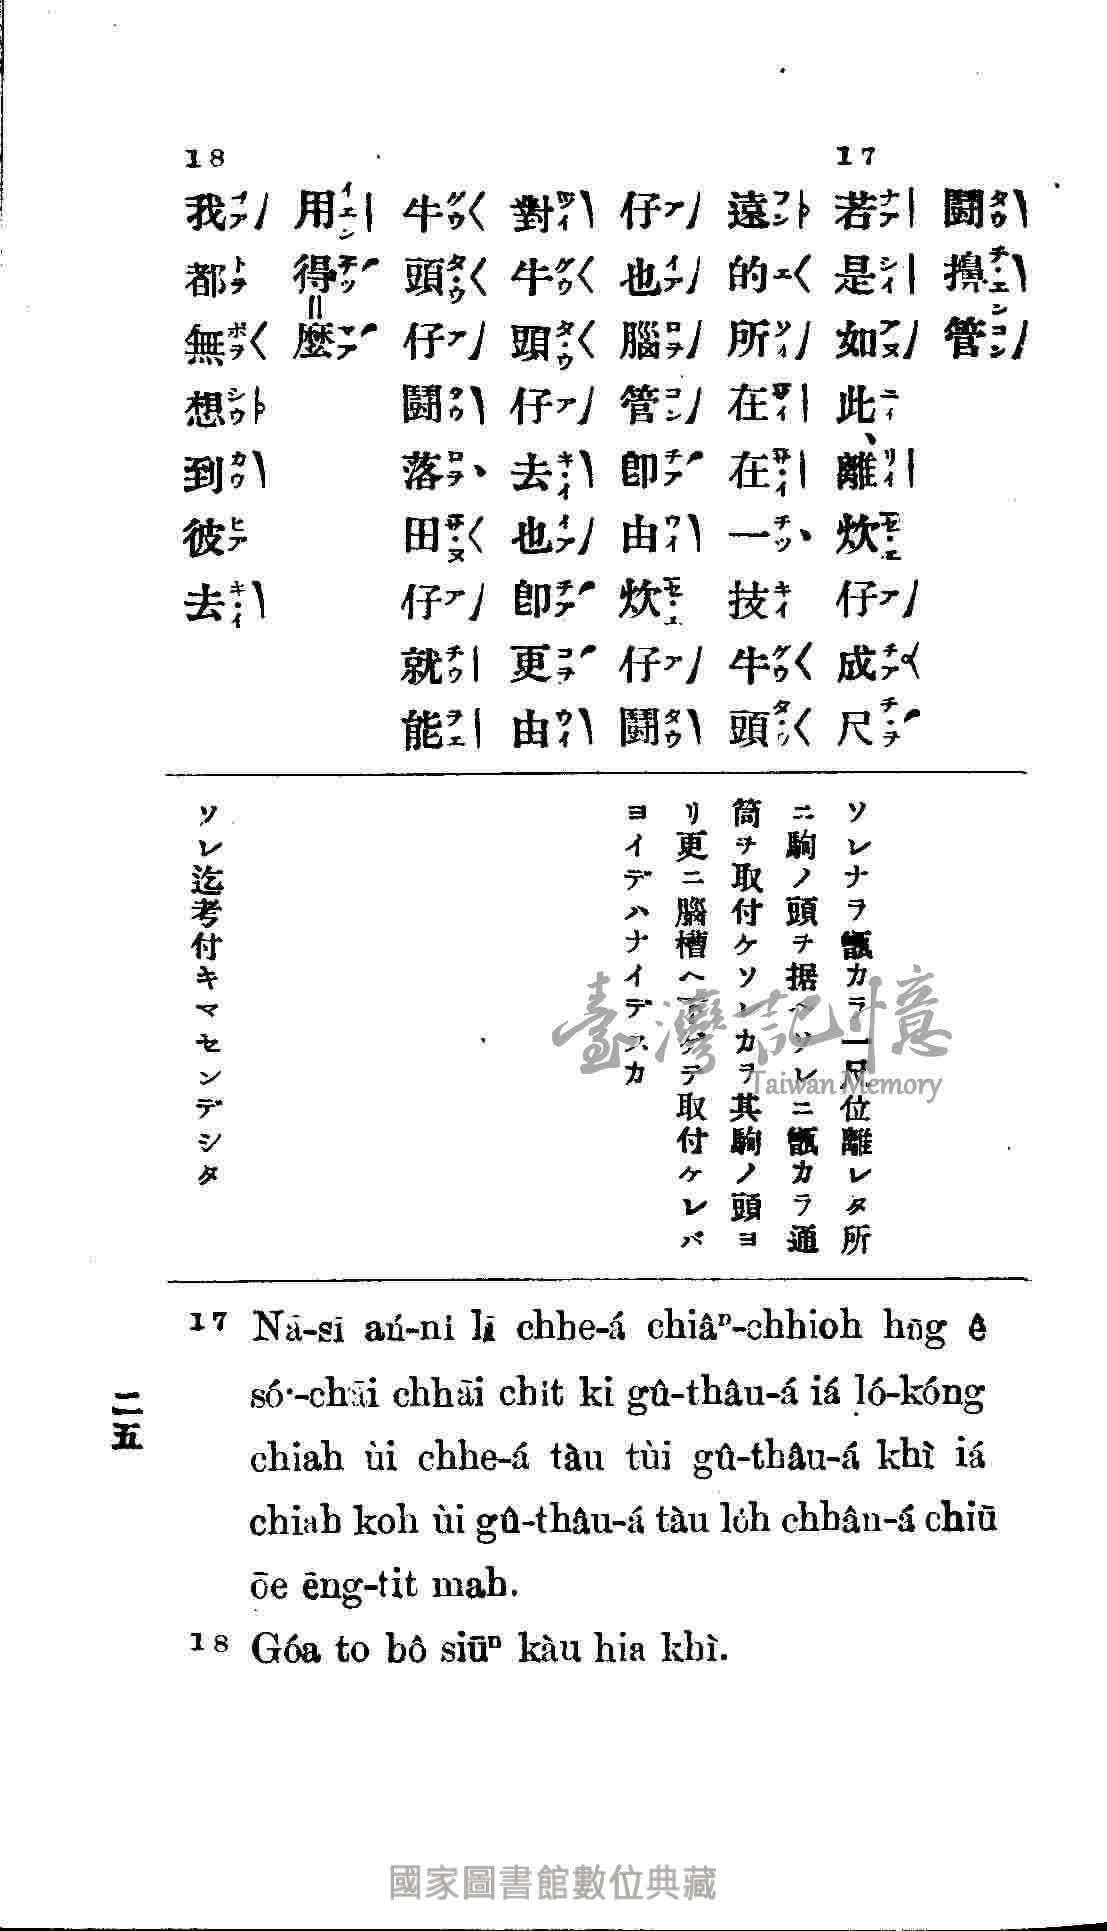 鬪擤管
17
若是如此、離炊仔成尺
遠的所在在一技牛頭
仔也腦管卽由炊仔鬪
對牛頭仔去也卽更由
牛頭仔鬪落田仔就能
用得=麼
18
我都無想到彼去
ソレナラ甑カラ一尺位離レタ所
ニ駒ノ頭ヲ据ヘソレニ甑カラ通
筒ヲ取付ケソレカヲ其駒ノ頭ヨ
リ更ニ腦槽ヘ可ケテ取付ケレバ
ヨイデハナイデスカ
ソレ迄考付キマセンデシタ
17 Nā-sī ań-ni lī chhe-á chiâⁿ-chhioh hn̄g ê
só͘-chāi chhāi chit ki gû-thâu-á iá ló-kóng
chiah ùi chhe-á tàu tùi gû-thâu-á khì iá
chiah koh ùi gû-thâu-á tàu lo̍h chhân-á chiū
ōe ēng-tit mah.
18 Góa to bô siūⁿ kàu hia khì.
二五
臺灣記憶
Taiwan Memory
國家圖書館數位典藏